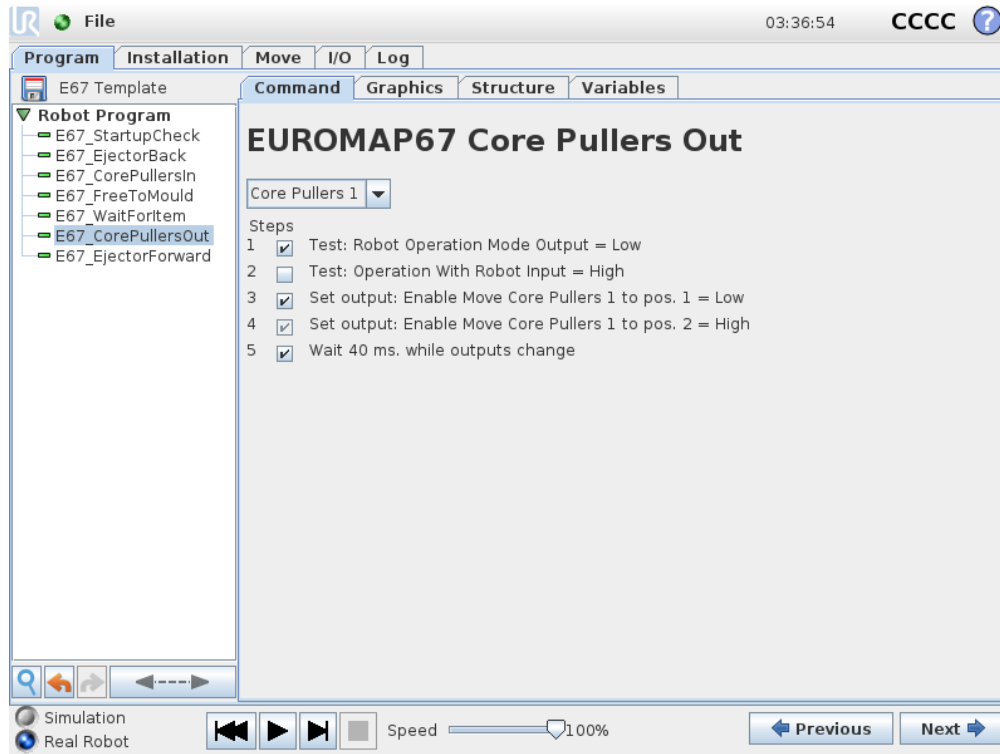 UR File 03:36:54 CCCC ?
Program Installation Move I/O Log
E67 Template
Command Graphics Structure Variables
Robot Program
E67_StartupCheck
E67_EjectorBack
E67_CorePullersIn
E67_FreeToMould
E67_WaitForItem
E67_CorePullersOut
E67_EjectorForward
EUROMAP67 Core Pullers Out
Core Pullers 1
Steps
1 Test: Robot Operation Mode Output = Low
2 Test: Operation With Robot Input = High
3 Set output: Enable Move Core Pullers 1 to pos. 1 = Low
4 Set output: Enable Move Core Pullers 1 to pos. 2 = High
5 Wait 40 ms. while outputs change
Simulation
Real Robot
Speed 100%
Previous Next